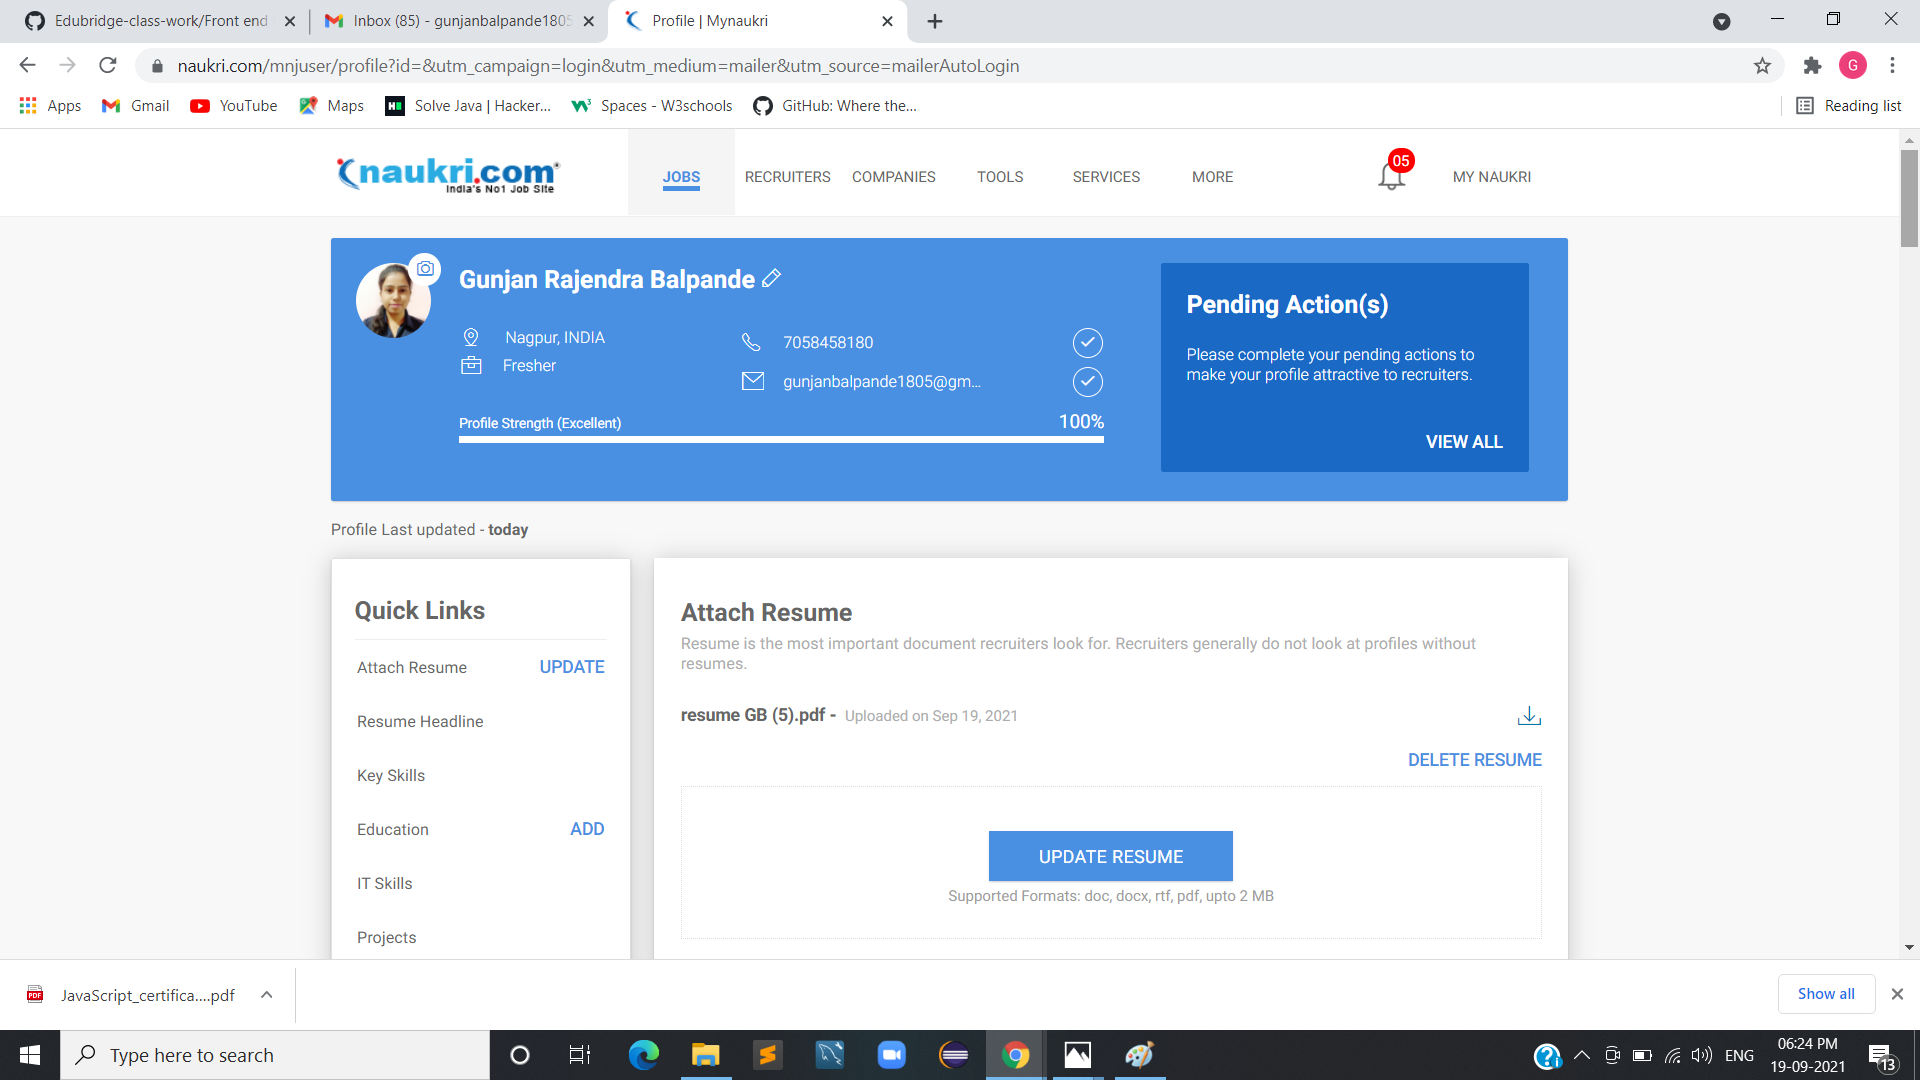 Edubridge-class-work/Front end
Inbox (85) - gunjanbalpande1805
Profile | Mynaukri
naukri.com/mnjuser/profile?id=&utm_campaign=login&utm_medium=mailer&utm_source=mailerAutoLogin
G
Apps
Gmail
YouTube
Maps
Solve Java | Hacker...
Spaces - W3schools
GitHub: Where the...
Reading list
naukri.com
India's No1 Job Site
JOBS
RECRUITERS
COMPANIES
TOOLS
SERVICES
MORE
05
MY NAUKRI
Gunjan Rajendra Balpande
Nagpur, INDIA
Fresher
7058458180
gunjanbalpande1805@gm...
Profile Strength (Excellent)
100%
Pending Action(s)
Please complete your pending actions to
make your profile attractive to recruiters.
VIEW ALL
Profile Last updated - today
Quick Links
Attach Resume
UPDATE
Resume Headline
Key Skills
Education
ADD
IT Skills
Projects
Attach Resume
Resume is the most important document recruiters look for. Recruiters generally do not look at profiles without
resumes.
resume GB (5).pdf - Uploaded on Sep 19, 2021
DELETE RESUME
UPDATE RESUME
Supported Formats: doc, docx, rtf, pdf, upto 2 MB
PDF
JavaScript_certifica....pdf
Show all
Type here to search
ENG
06:24 PM
19-09-2021
13